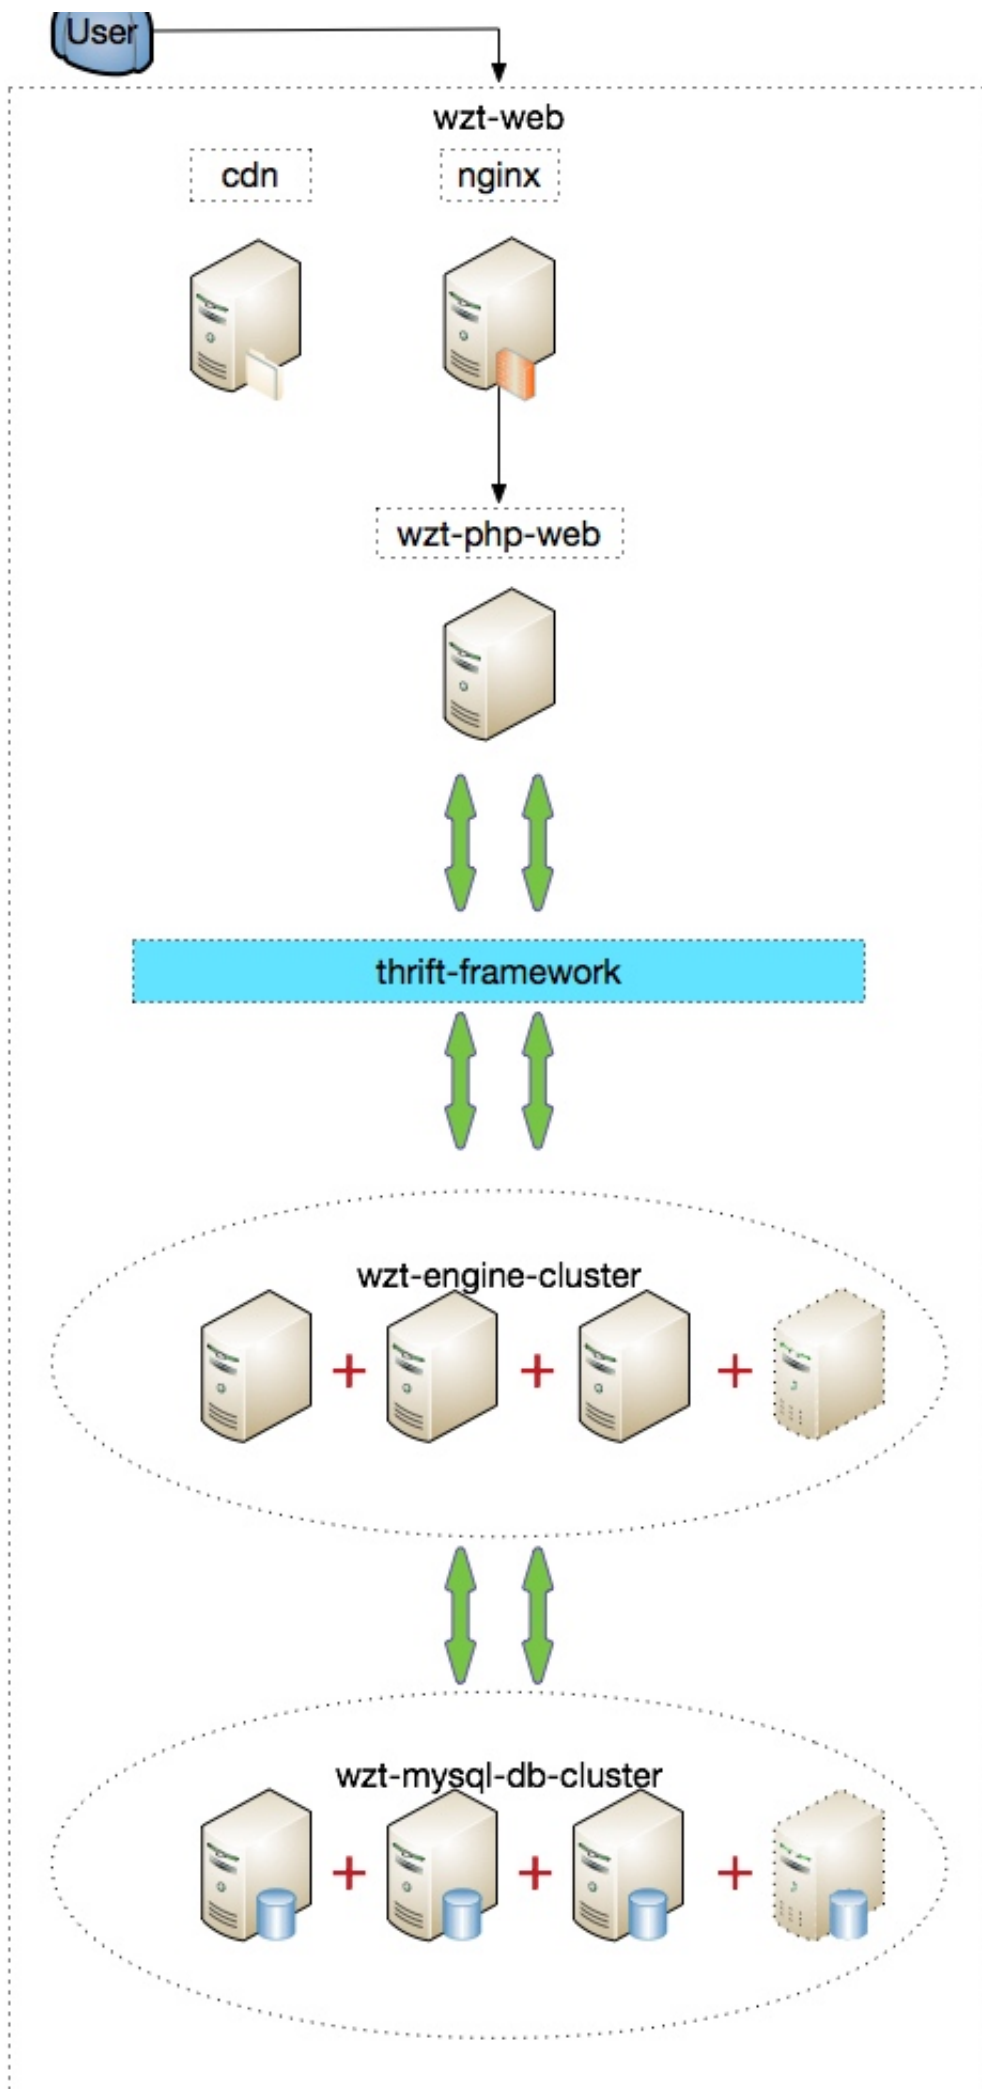 User
wzt-web
cdn
nginx
wzt-php-web
thrift-framework
wzt-engine-cluster
wzt-mysql-db-cluster